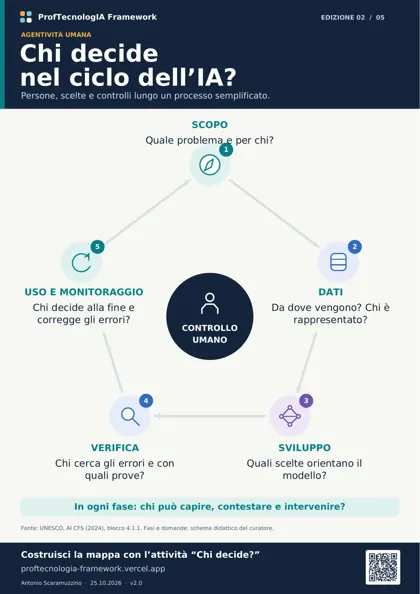 ProfTecnologIA Framework
EDIZIONE 02 / 05
AGENTIVITÀ UMANA
Chi decide
nel ciclo dell’IA?
Persone, scelte e controlli lungo un processo semplificato.
SCOPO
Quale problema e per chi?
1
5
2
USO E MONITORAGGIO
Chi decide alla fine e
corregge gli errori?
DATI
Da dove vengono? Chi è
rappresentato?
CONTROLLO
UMANO
4
3
VERIFICA
Chi cerca gli errori e con
quali prove?
SVILUPPO
Quali scelte orientano il
modello?
In ogni fase: chi può capire, contestare e intervenire?
Fonte: UNESCO, AI CFS (2024), blocco 4.1.1. Fasi e domande: schema didattico del curatore.
Costruisci la mappa con l’attività “Chi decide?”
proftecnologia-framework.vercel.app
Antonio Scaramuzzino · 25.10.2026 · v2.0